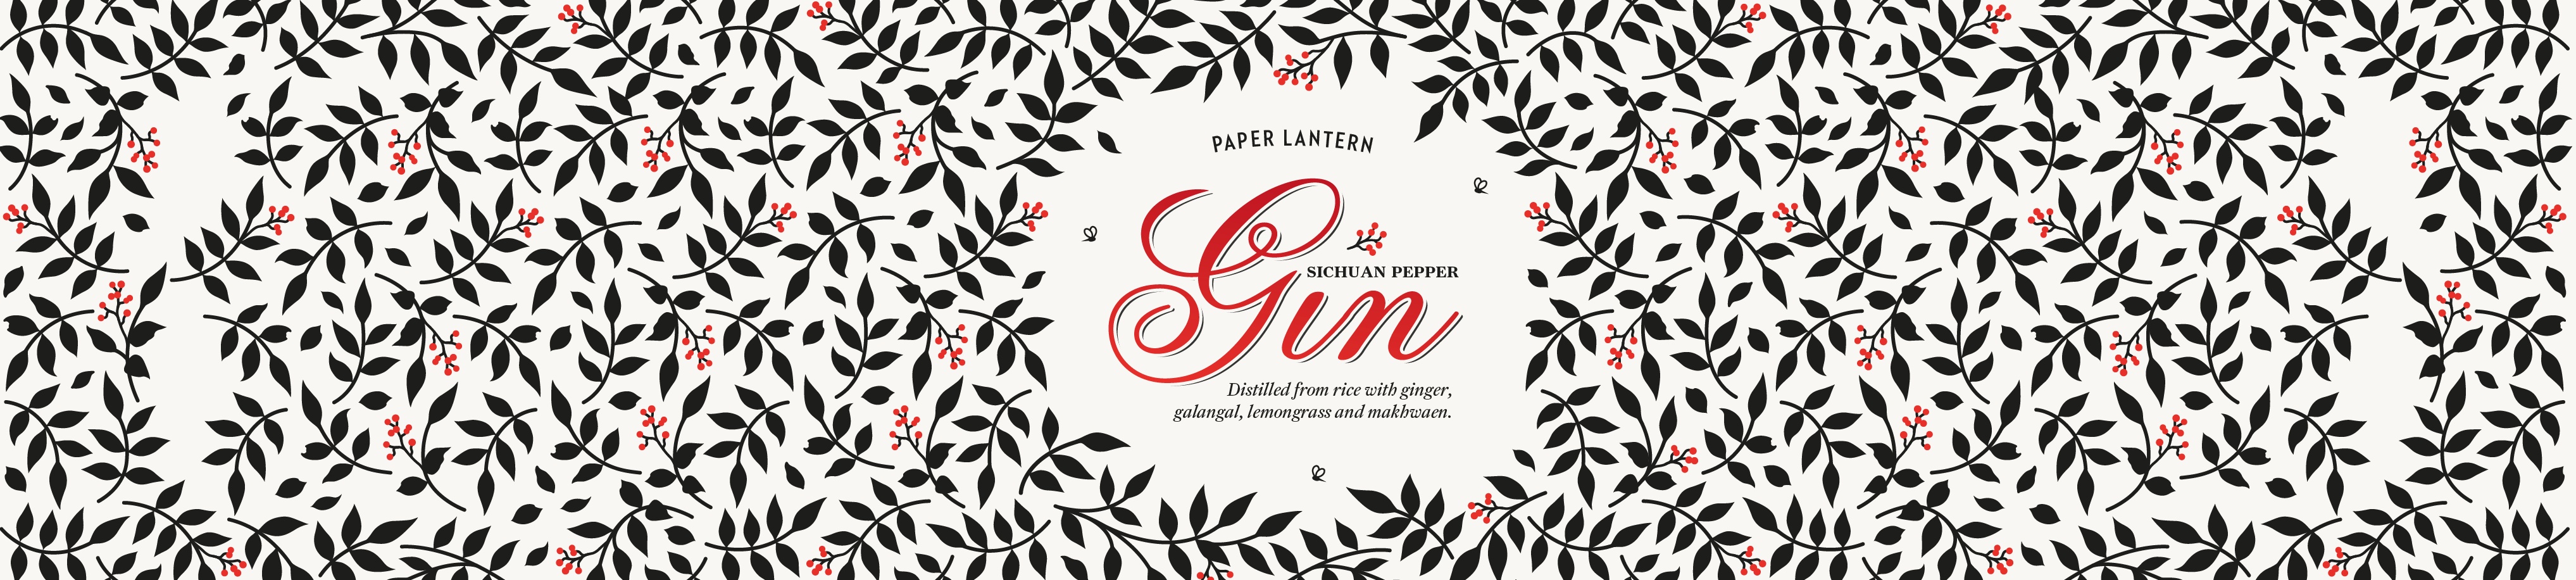 PAPER LANTERN
SICHUAN PEPPER
Gin
Distilled from rice with ginger,
galangal, lemongrass and makhwaen.